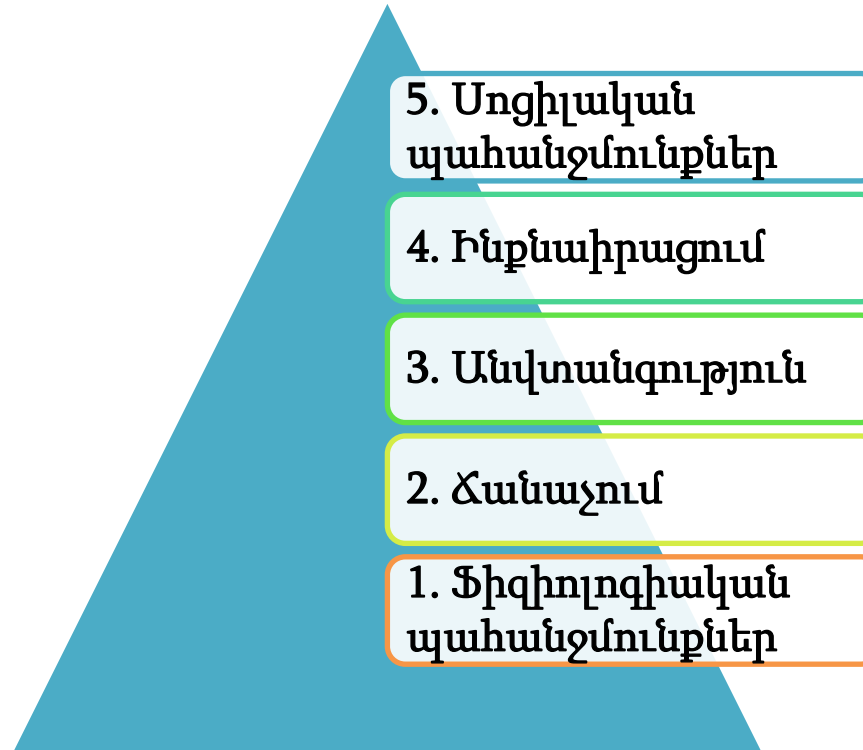 5. Սոցիլական
պահանջմունքներ
4. Ինքնաիրացում
3. Անվտանգություն
2. Ճանաչում
1. Ֆիզիոլոգիական
պահանջմունքներ